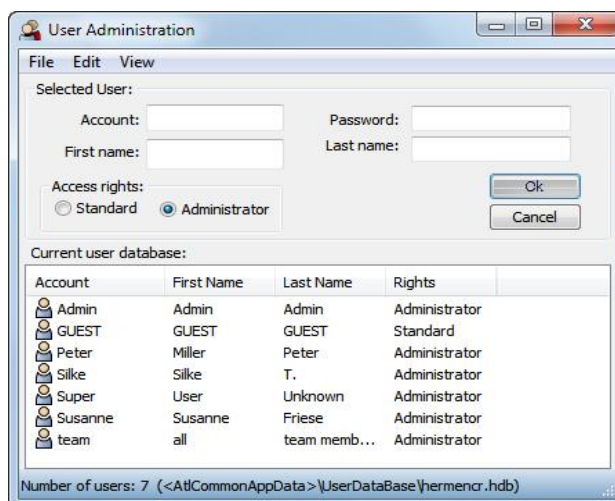 User Administration
File Edit View
Selected User:
Account: Password:
First name: Last name:
Access rights:
Standard Administrator
Ok
Cancel
Current user database:
Account First Name Last Name Rights
Admin Admin Admin Administrator
GUEST GUEST GUEST Standard
Peter Miller Peter Administrator
Silke Silke T. Administrator
Super User Unknown Administrator
Susanne Susanne Friese Administrator
team all team memb... Administrator
Number of users: 7 (<AtlCommonAppData>\UserDataBase\hermencr.hdb)